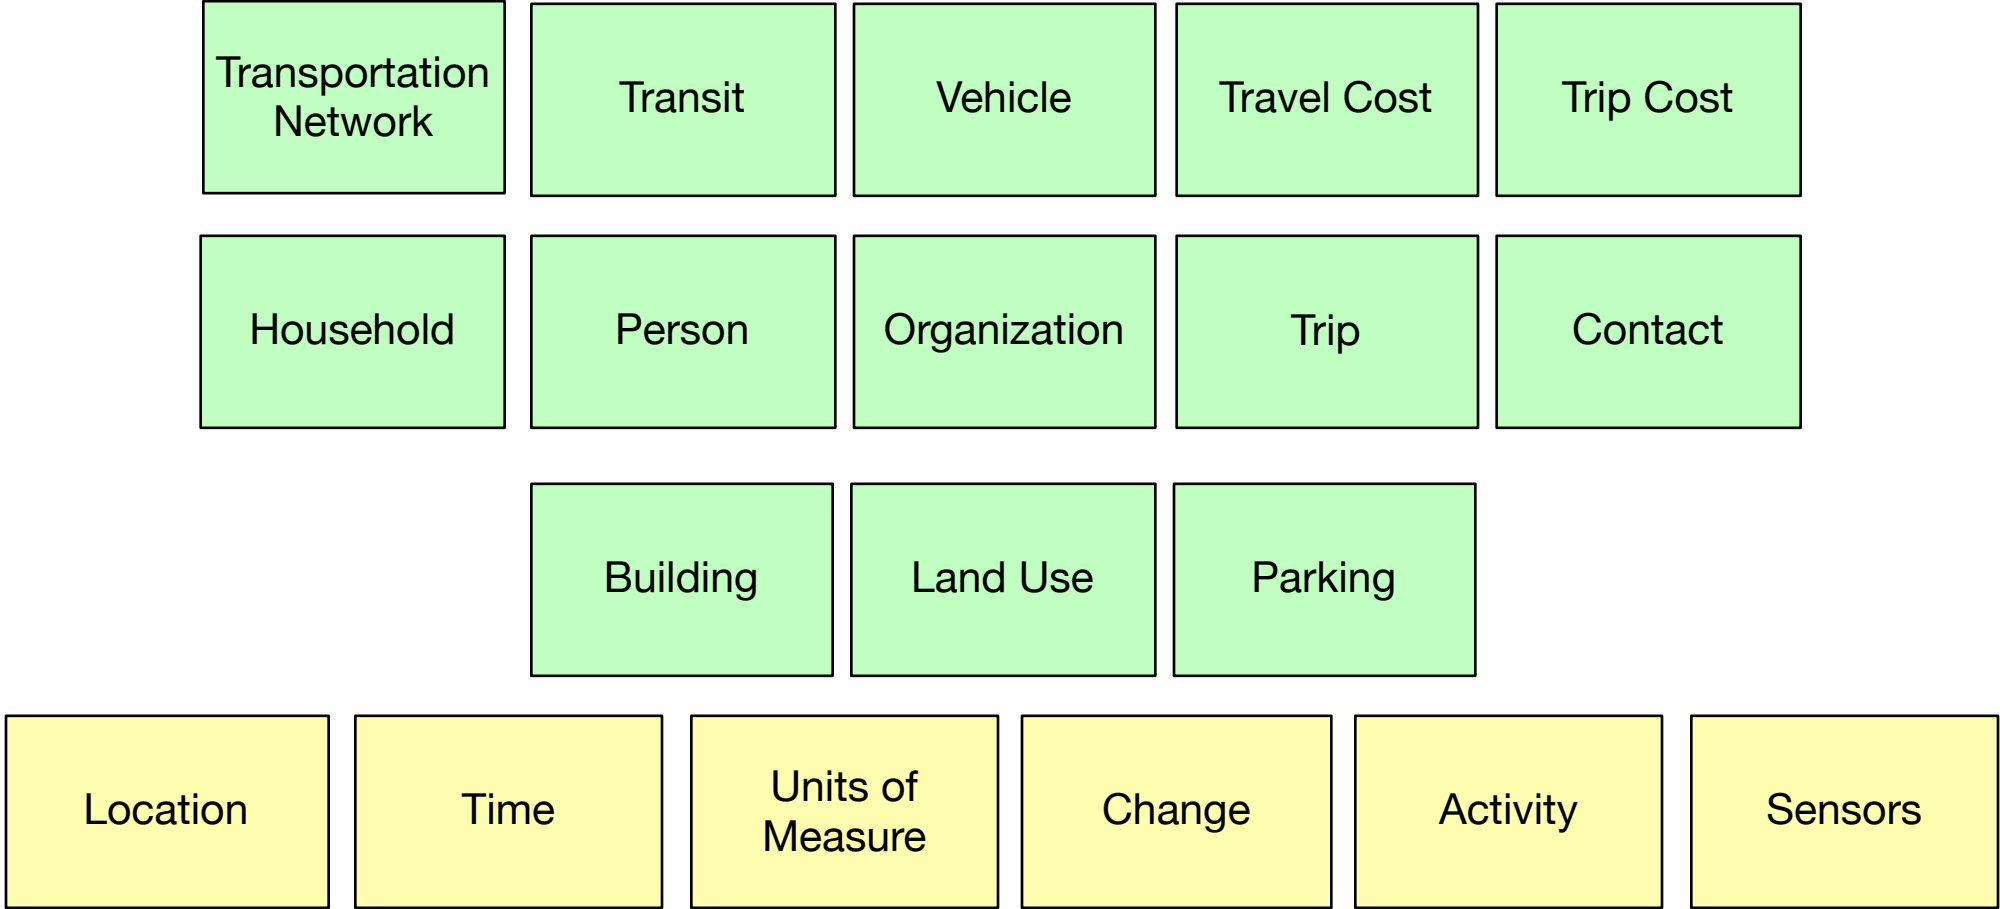 Transportation
Network
Transit
Vehicle
Travel Cost
Trip Cost
Household
Person
Organization
Trip
Contact
Building
Land Use
Parking
Location
Time
Units of
Measure
Change
Activity
Sensors